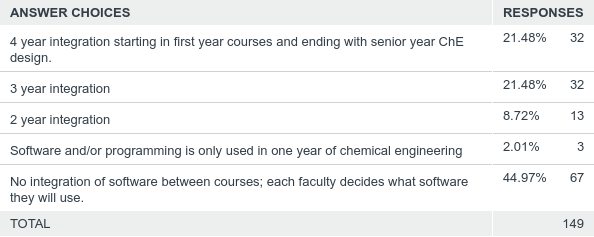 ANSWER CHOICES RESPONSES
4 year integration starting in first year courses and ending with senior year ChE 21.48% 32
design.
3 year integration 21.48% 32
2 year integration 8.72% 13
Software and/or programming is only used in one year of chemical engineering 2.01% 3
No integration of software between courses; each faculty decides what software 44.97% 67
they will use.
TOTAL 149